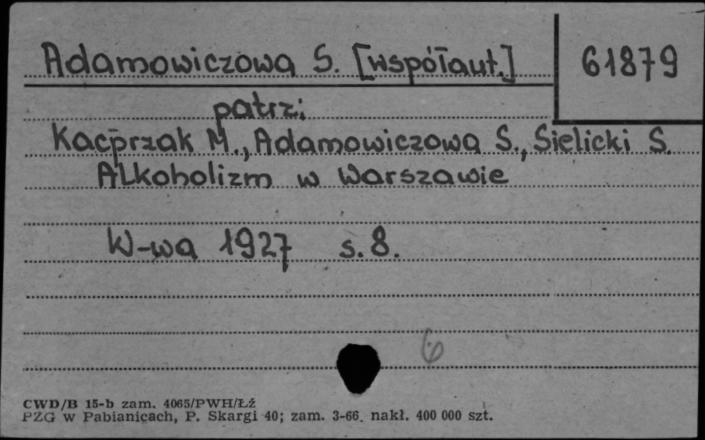 Adamowiczowa S. [współaut.]
61879
patrz:
Kacprzak M., Adamowiczowa S., Sielicki S.
Alkoholizm w Warszawie
W-wa 1927 s. 8.
6
CWD/B 15-b zam. 4065/PWH/Łź
PZG w Pabianicach, P. Skargi 40; zam. 3-66. nakł. 400 000 szt.